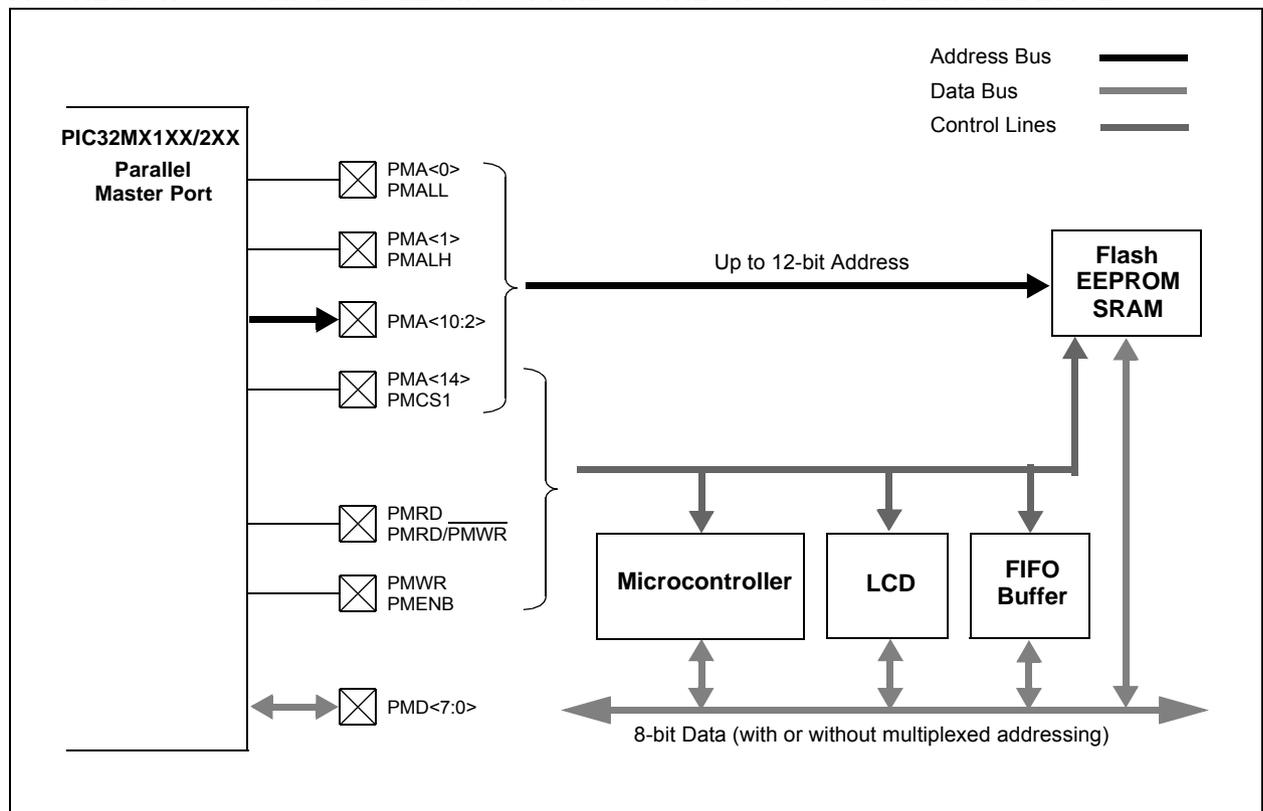 Address Bus
Data Bus
Control Lines
PIC32MX1XX/2XX
Parallel
Master Port
PMA<0>
PMALL
PMA<1>
PMALH
PMA<10:2>
PMA<14>
PMCS1
PMRD
PMRD/PMWR
PMWR
PMENB
PMD<7:0>
Up to 12-bit Address
Flash
EEPROM
SRAM
Microcontroller
LCD
FIFO
Buffer
8-bit Data (with or without multiplexed addressing)